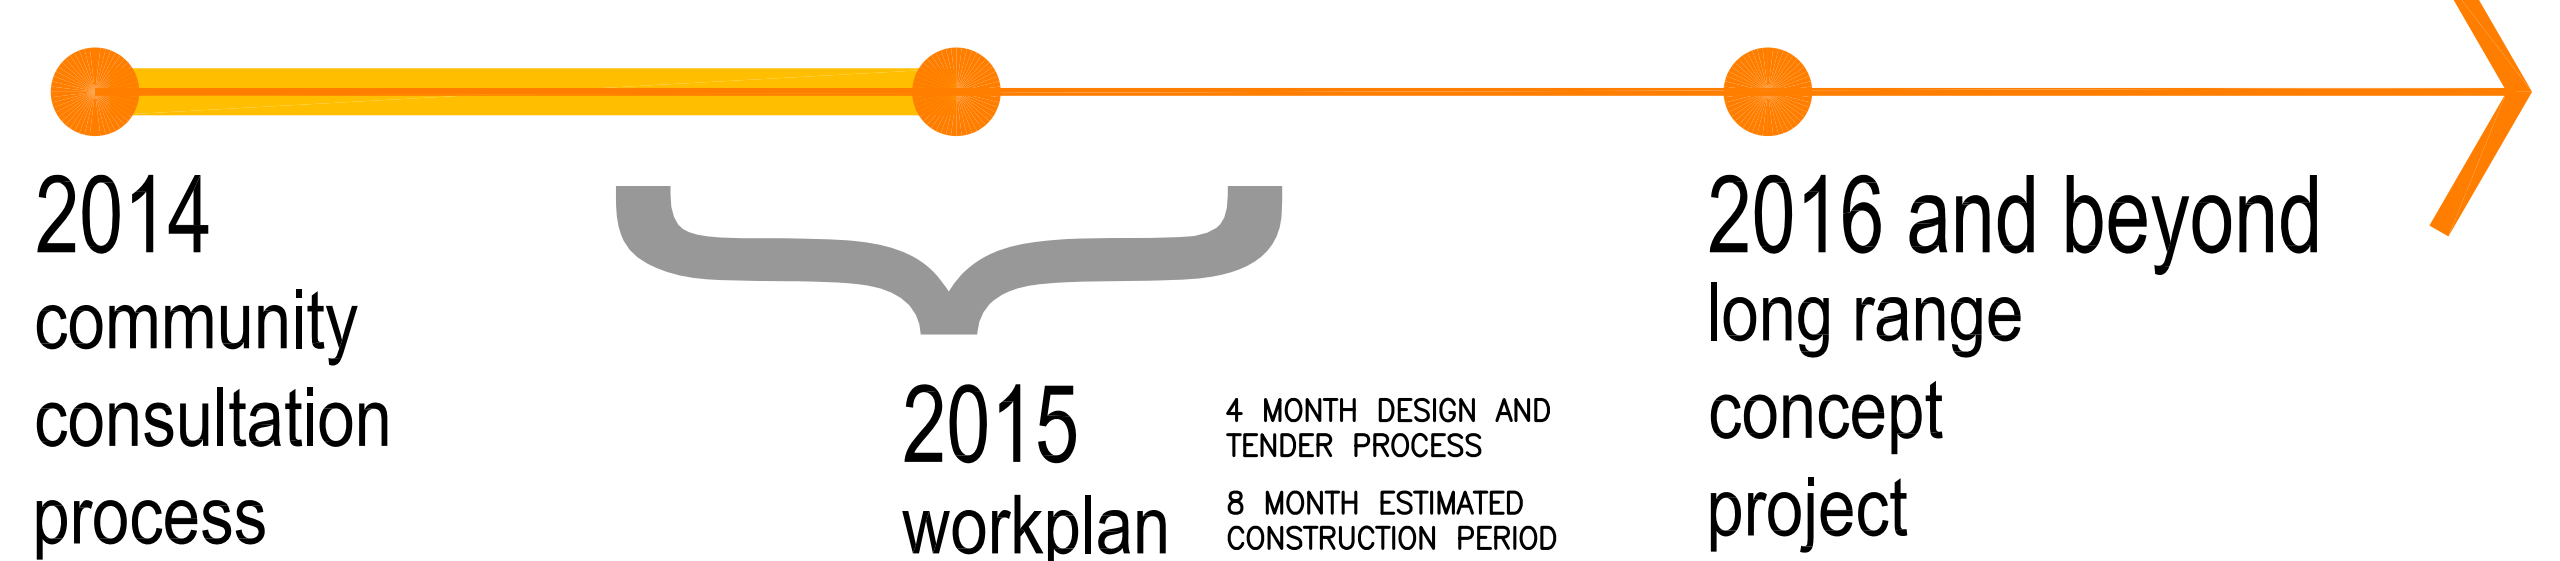 2014
community
consultation
process
2015
workplan
4 MONTH DESIGN AND
TENDER PROCESS
8 MONTH ESTIMATED
CONSTRUCTION PERIOD
2016 and beyond
long range
concept
project